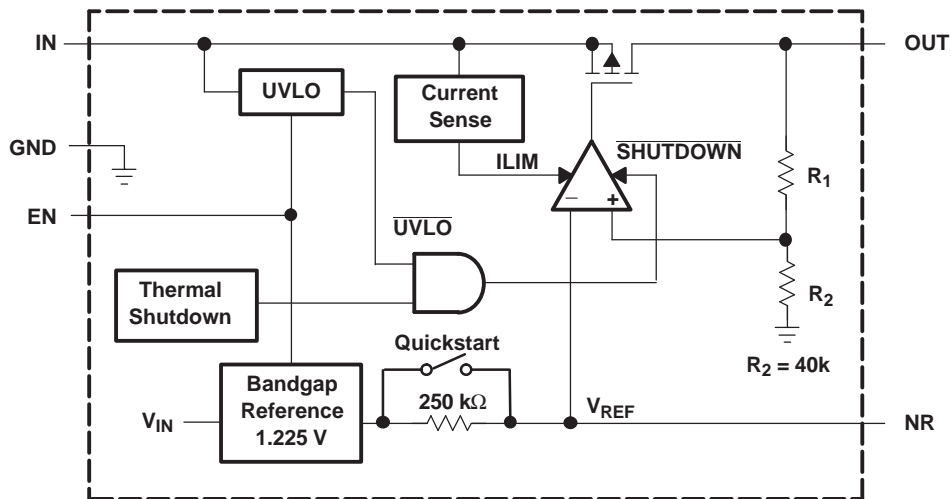 IN
OUT
UVLO
Current
Sense
GND
ILIM
SHUTDOWN
R1
EN
UVLO
− +
Thermal
Shutdown
R2
Quickstart
R2 = 40k
Bandgap
Reference
1.225 V
250 kΩ
VIN
VREF
NR